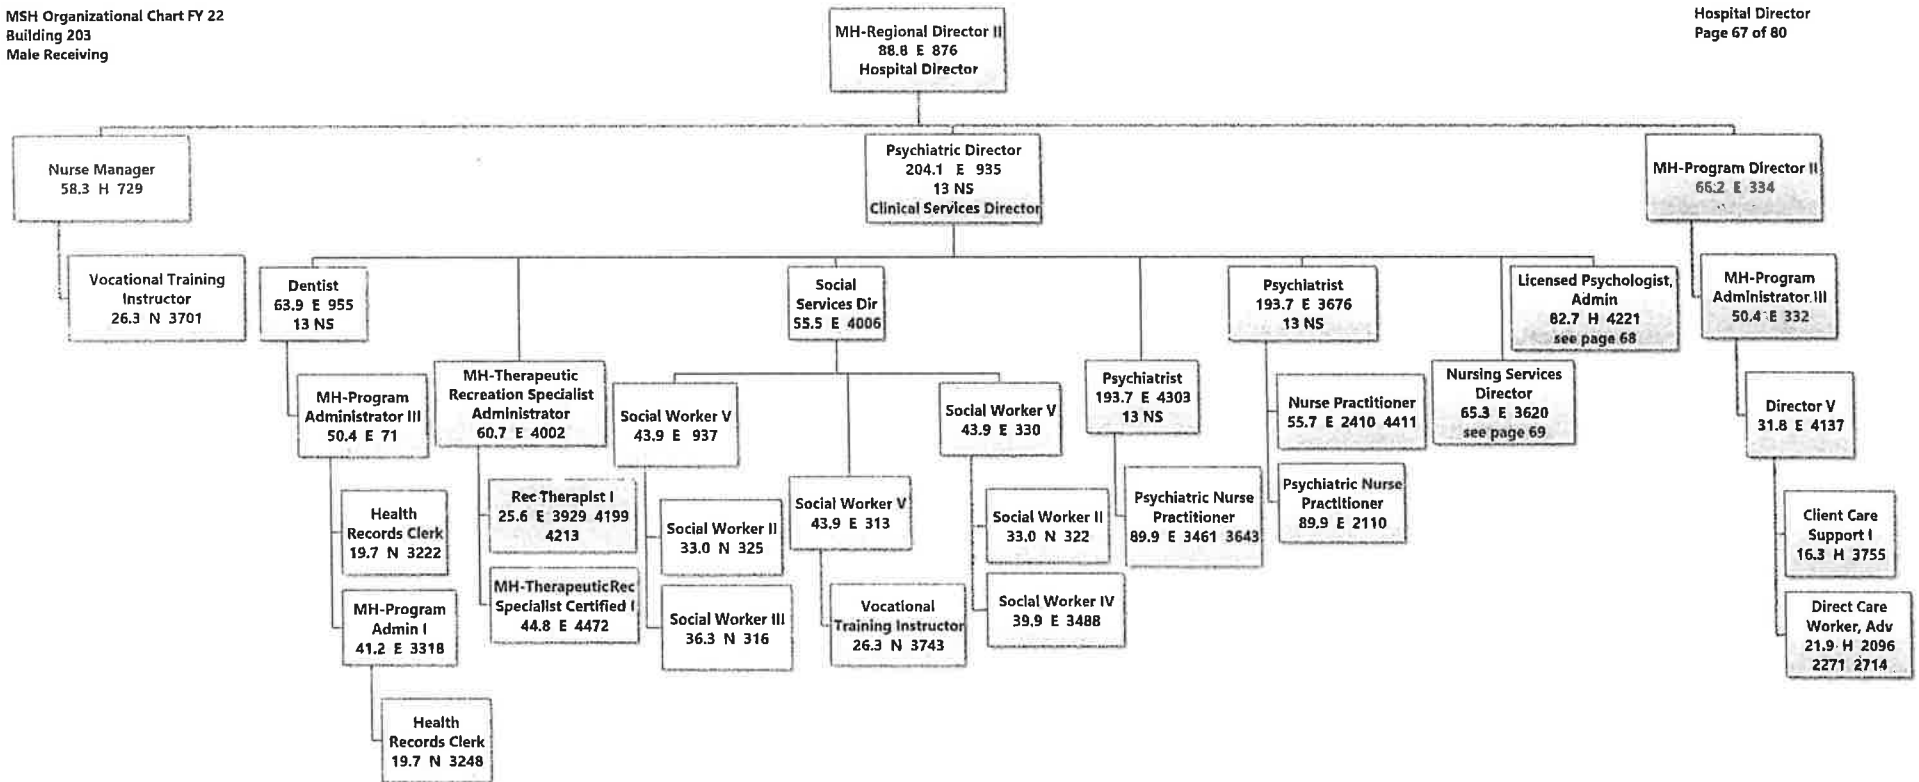 MSH Organizational Chart FY 22
Building 203
Male Receiving
Hospital Director
Page 67 of 80
MH-Regional Director II
88.8 E 876
Hospital Director
Nurse Manager
58.3 H 729
Psychiatric Director
204.1 E 935
13 NS
Clinical Services Director
MH-Program Director II
66.2 E 334
Vocational Training
Instructor
26.3 N 3701
Dentist
63.9 E 955
13 NS
Social
Services Dir
55.5 E 4006
Psychiatrist
193.7 E 3676
13 NS
Licensed Psychologist,
Admin
82.7 H 4221
see page 68
MH-Program
Administrator III
50.4 E 332
MH-Program
Administrator III
50.4 E 71
MH-Therapeutic
Recreation Specialist
Administrator
60.7 E 4002
Social Worker V
43.9 E 937
Social Worker V
43.9 E 330
Psychiatrist
193.7 E 4303
13 NS
Nurse Practitioner
55.7 E 2410 4411
Nursing Services
Director
65.3 E 3620
see page 69
Director V
31.8 E 4137
Health
Records Clerk
19.7 N 3222
Rec Therapist I
25.6 E 3929 4199
4213
Social Worker II
33.0 N 325
Social Worker V
43.9 E 313
Social Worker II
33.0 N 322
Psychiatric Nurse
Practitioner
89.9 E 3461 3643
Psychiatric Nurse
Practitioner
89.9 E 2110
Client Care
Support I
16.3 H 3755
MH-Program
Admin I
41.2 E 3318
MH-Therapeutic Rec
Specialist Certified I
44.8 E 4472
Social Worker III
36.3 N 316
Vocational
Training Instructor
26.3 N 3743
Social Worker IV
39.9 E 3488
Direct Care
Worker, Adv
21.9 H 2096
2271 2714
Health
Records Clerk
19.7 N 3248